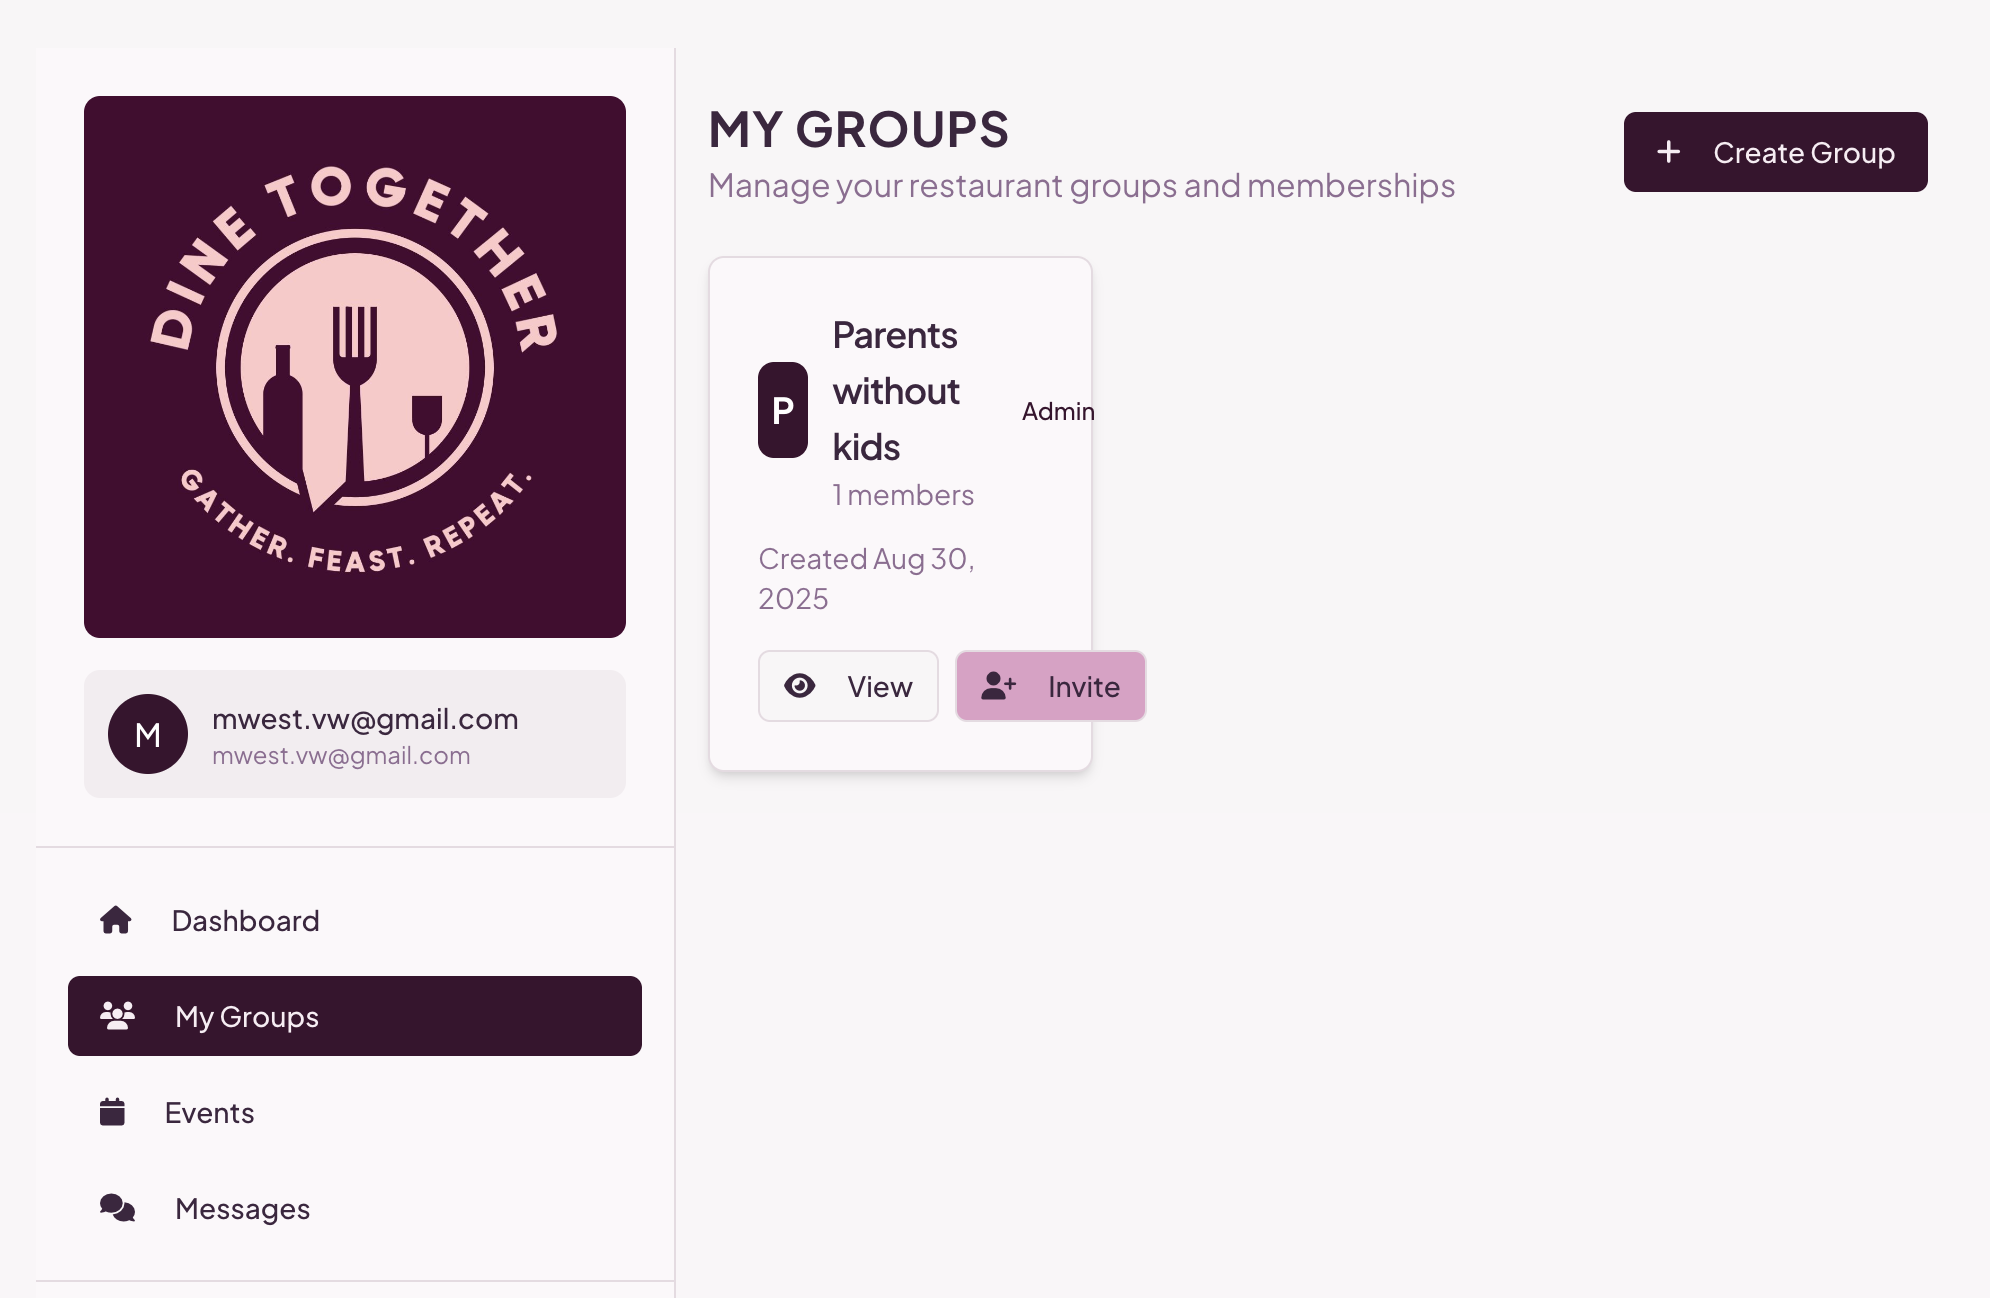 DINE TOGETHER
GATHER. FEAST. REPEAT.
M
mwest.vw@gmail.com
mwest.vw@gmail.com
Dashboard
My Groups
Events
Messages
MY GROUPS
Manage your restaurant groups and memberships
+ Create Group
P
Parents
without
kids
1 members
Admin
Created Aug 30,
2025
View
Invite